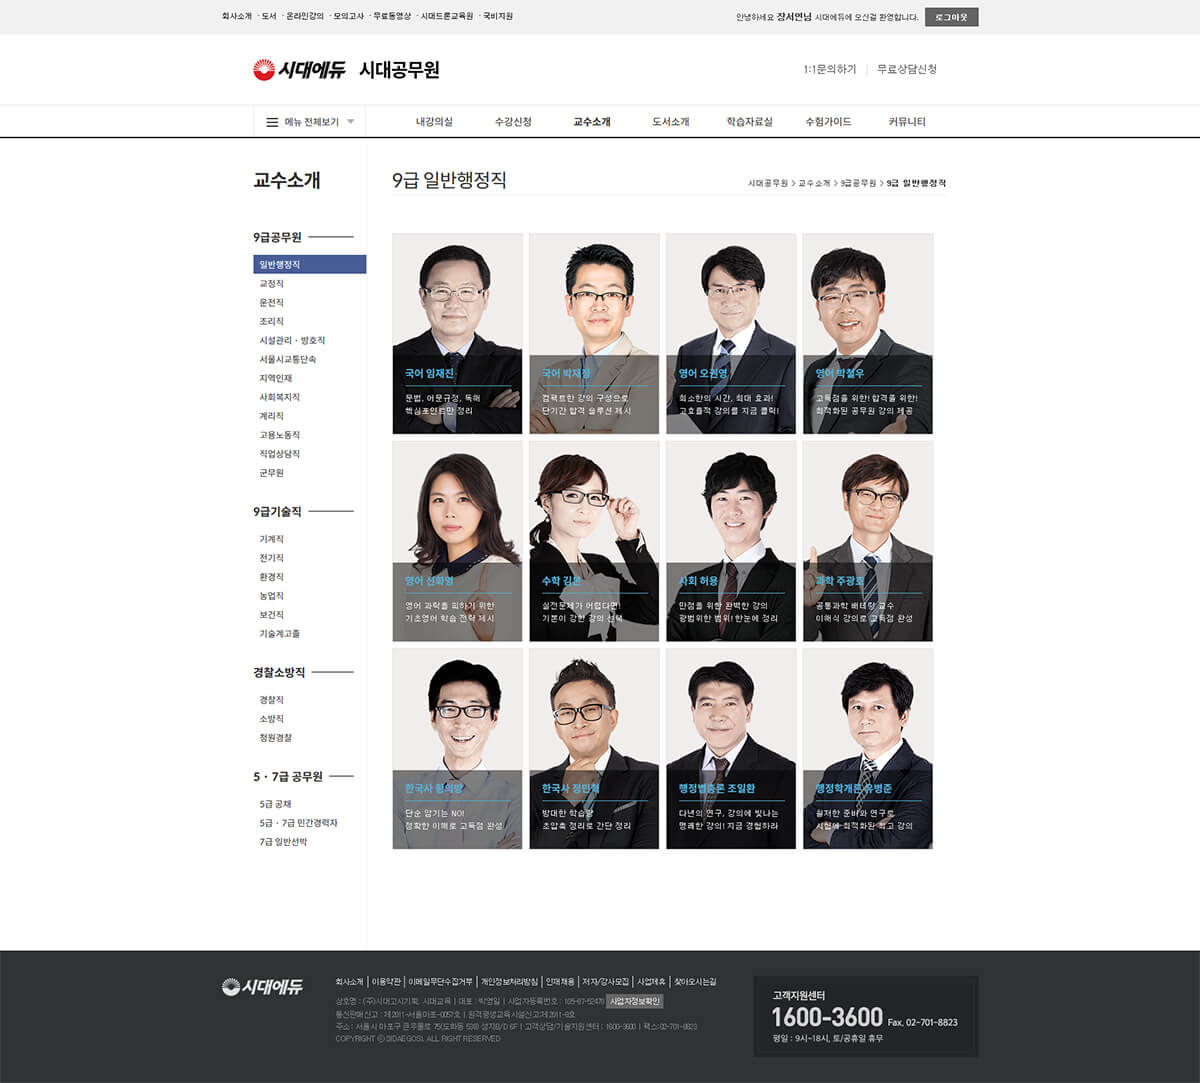 회사소개 · 도서 · 온라인강의 · 모의고사 · 무료동영상 · 시대드론교육원 · 국비지원
안녕하세요 장서연님 시대에듀에 오신걸 환영합니다. 로그아웃
시대에듀 시대공무원
1:1문의하기 | 무료상담신청
메뉴 전체보기 내강의실 수강신청 교수소개 도서소개 학습자료실 수험가이드 커뮤니티
교수소개
9급공무원
일반행정직
교정직
운전직
조리직
시설관리 · 방호직
서울시교통단속
지역인재
사회복지직
계리직
고용노동직
직업상담직
군무원
9급기술직
기계직
전기직
환경직
농업직
보건직
기술계고졸
경찰소방직
경찰직
소방직
청원경찰
5 · 7급 공무원
5급 공채
5급 · 7급 민간경력자
7급 일반선박
9급 일반행정직
시대공무원 > 교수소개 > 9급공무원 > 9급 일반행정직
국어 임재진
문법, 어문규정, 독해
핵심포인트만 정리
국어 박재
컴팩트한 강의 구성으로
단기간 합격 솔루션 제시
영어 오권영
최소한의 시간, 최대 효과!
고효율적 강의를 지금 클릭!
영어 박철우
고득점을 위한! 합격을 위한!
최적화된 공무원 강의 제공
영어 신화영
영어 과락을 피하기 위한
기초영어 학습 전략 제시
수학
실전문제가 어렵다면!
기본이 강한 강의 선택
사회 허용
만점을 위한 완벽한 강의
광범위한 범위! 한눈에 정리
과학 주광호
공통과학 베테랑 교수
이해식 강의로 고득점 완성
한국사
단순 암기는 NO!
정확한 이해로 고득점 완성
한국사 정민혁
방대한 학습량
초압축 정리로 간단 정리
행정법총론 조일환
다년의 연구, 강의에 빛나는
명쾌한 강의! 지금 경험하라
행정학개론 유병준
철저한 준비와 연구로
시험에 최적화된 최고 강의
시대에듀
회사소개 | 이용약관 | 이메일무단수집거부 | 개인정보처리방침 | 인재채용 | 저자/강사모집 | 사업제휴 | 찾아오시는길
상호명 : (주)시대고시기획, 시대교육 | 대표 : 박영일 | 사업자등록번호 : 105-87-52470 사업자정보확인
통신판매신고 : 제2011-서울마포-0057호 | 원격평생교육시설신고:제2011-6호
주소 : 서울시 마포구 큰우물로 75(도화동 538) 성지B/D 6F | 고객상담/기술지원센터 : 1600-3600 | 팩스:02-701-8823
COPYRIGHT ⓒ SIDAEGOSI. ALL RIGHT RESERVED
고객지원센터
1600-3600 Fax. 02-701-8823
평일 : 9시~18시, 토/공휴일 휴무